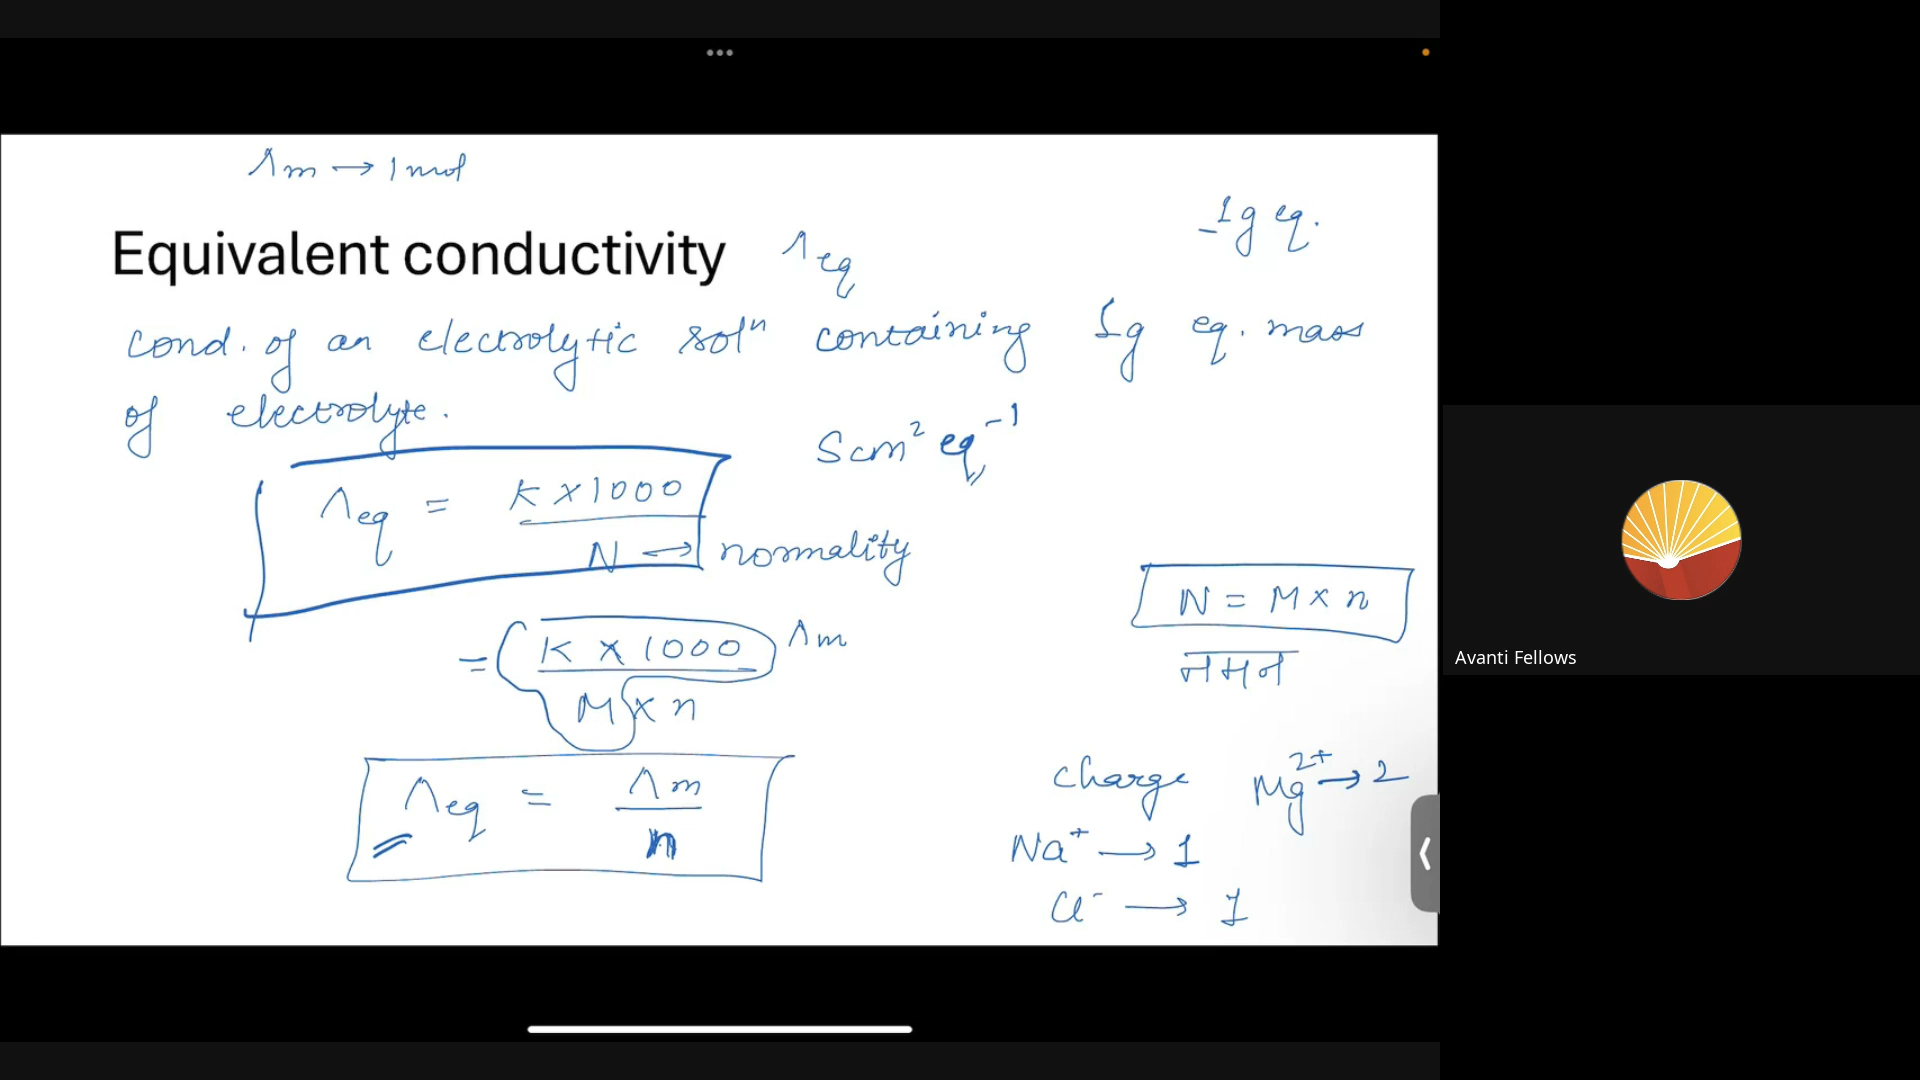 Λm → 1 mol
Equivalent conductivity Λeq
1g eq.
cond. of an electrolytic solⁿ containing 1g eq. mass
of electrolyte.
S cm² eq⁻¹
Λeq = K×1000 / N → normality
= K × 1000 / M × n Λm
N = M × n
नमन
Λeq = Λm / n
charge Mg²⁺ → 2
Na⁺ → 1
Cl⁻ → 1
Avanti Fellows